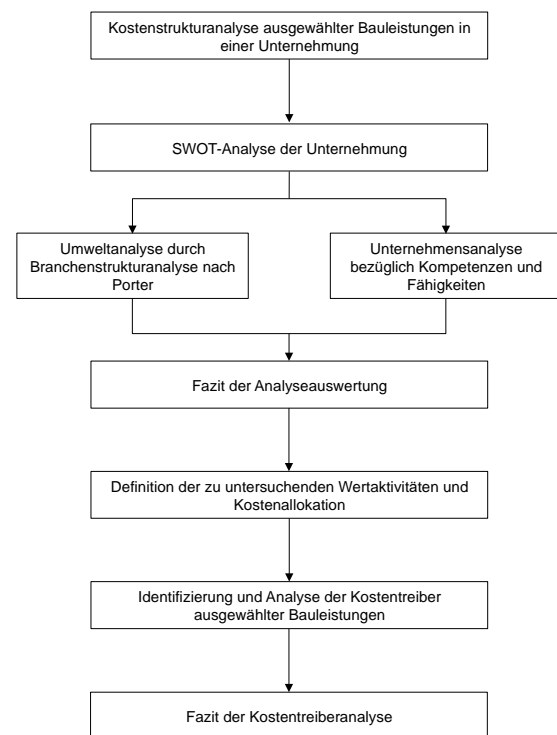 Kostenstrukturanalyse ausgewählter Bauleistungen in
einer Unternehmung
SWOT-Analyse der Unternehmung
Umweltanalyse durch
Branchenstrukturanalyse nach
Porter
Unternehmensanalyse
bezüglich Kompetenzen und
Fähigkeiten
Fazit der Analyseauswertung
Definition der zu untersuchenden Wertaktivitäten und
Kostenallokation
Identifizierung und Analyse der Kostentreiber
ausgewählter Bauleistungen
Fazit der Kostentreiberanalyse